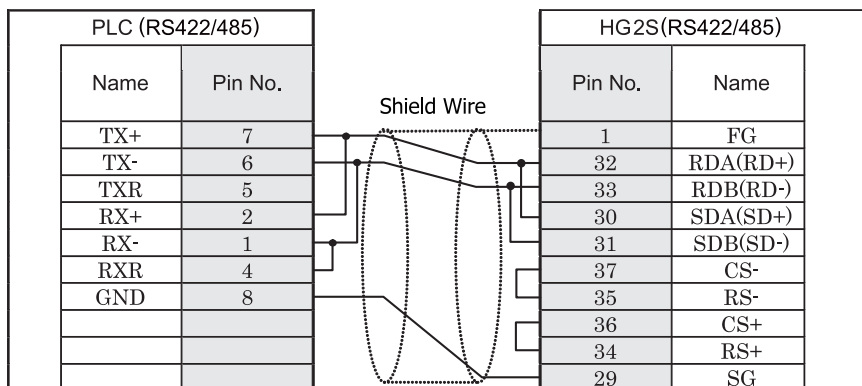 PLC (RS422/485) HG2S(RS422/485)
Name Pin No. Pin No. Name
Shield Wire
TX+ 7 1 FG
TX- 6 32 RDA(RD+)
TXR 5 33 RDB(RD-)
RX+ 2 30 SDA(SD+)
RX- 1 31 SDB(SD-)
RXR 4 37 CS-
GND 8 35 RS-
36 CS+
34 RS+
29 SG